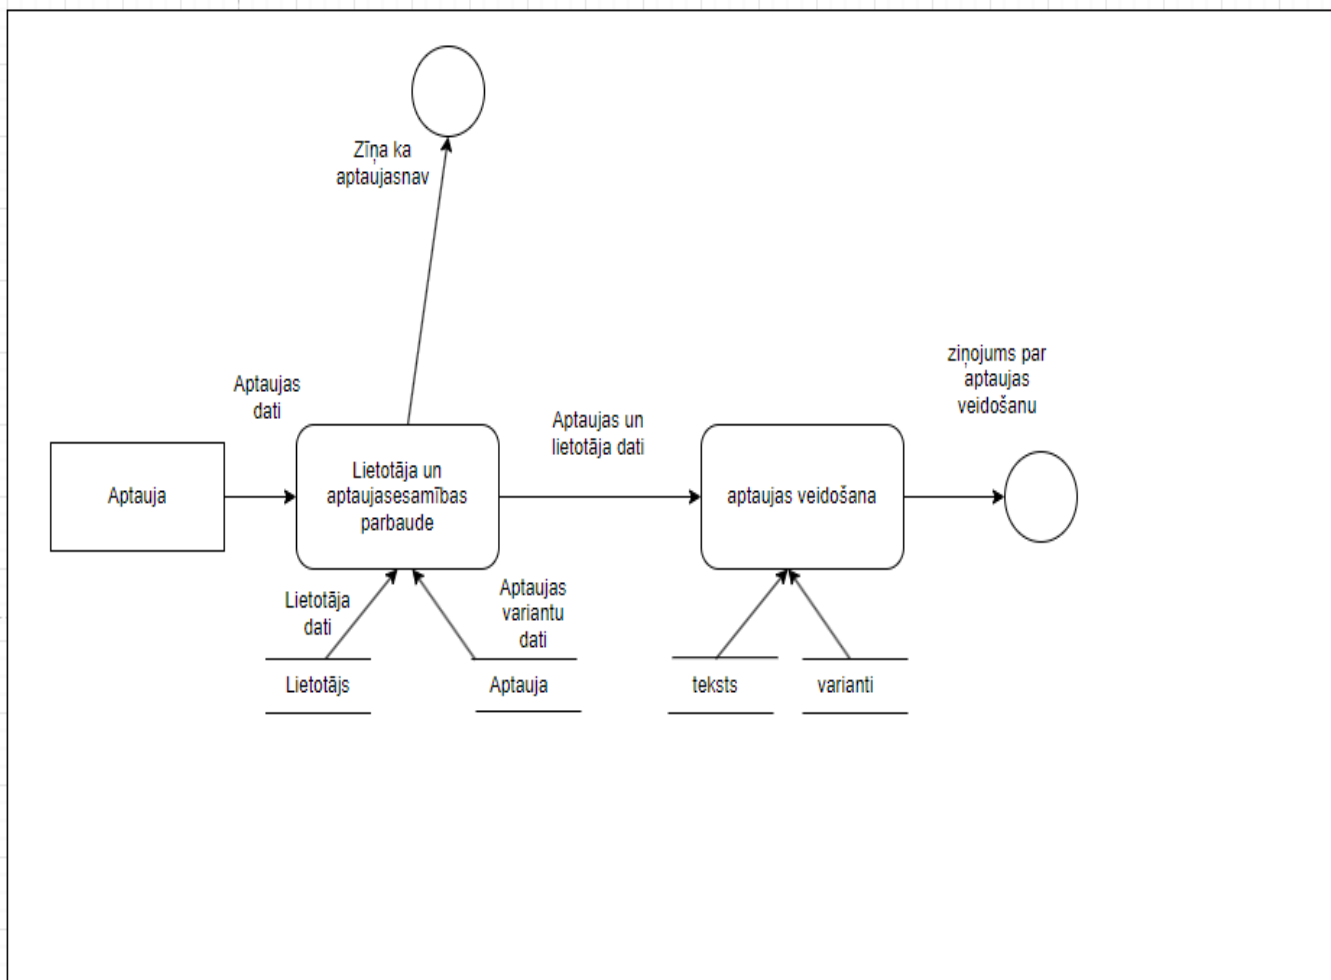 Zīņa ka
aptaujasnav
Aptaujas
dati
Aptauja
Lietotāja un
aptaujasesamības
parbaude
Aptaujas un
lietotāja dati
aptaujas veidošana
ziņojums par
aptaujas
veidošanu
Lietotāja
dati
Aptaujas
variantu
dati
Lietotājs
Aptauja
teksts
varianti